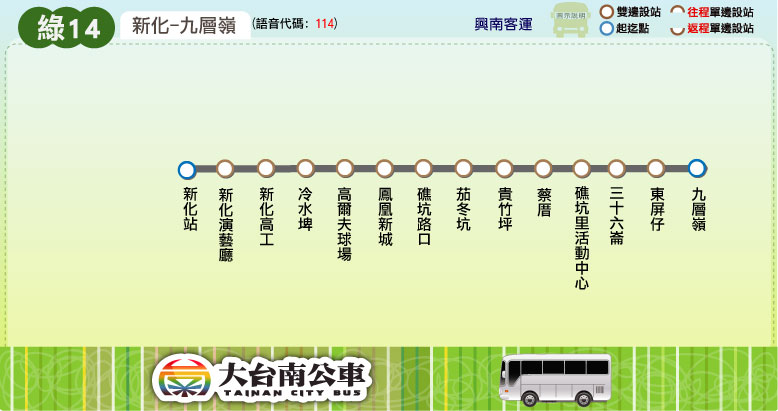 綠14
新化-九層嶺
(語音代碼：114)
興南客運
圖示說明
雙邊設站
起迄點
往程單邊設站
返程單邊設站
新化站
新化演藝廳
新化高工
冷水埤
高爾夫球場
鳳凰新城
礁坑路口
茄冬坑
貴竹坪
蔡厝
礁坑里活動中心
三十六崙
東屏仔
九層嶺
大台南公車
TAINAN CITY BUS